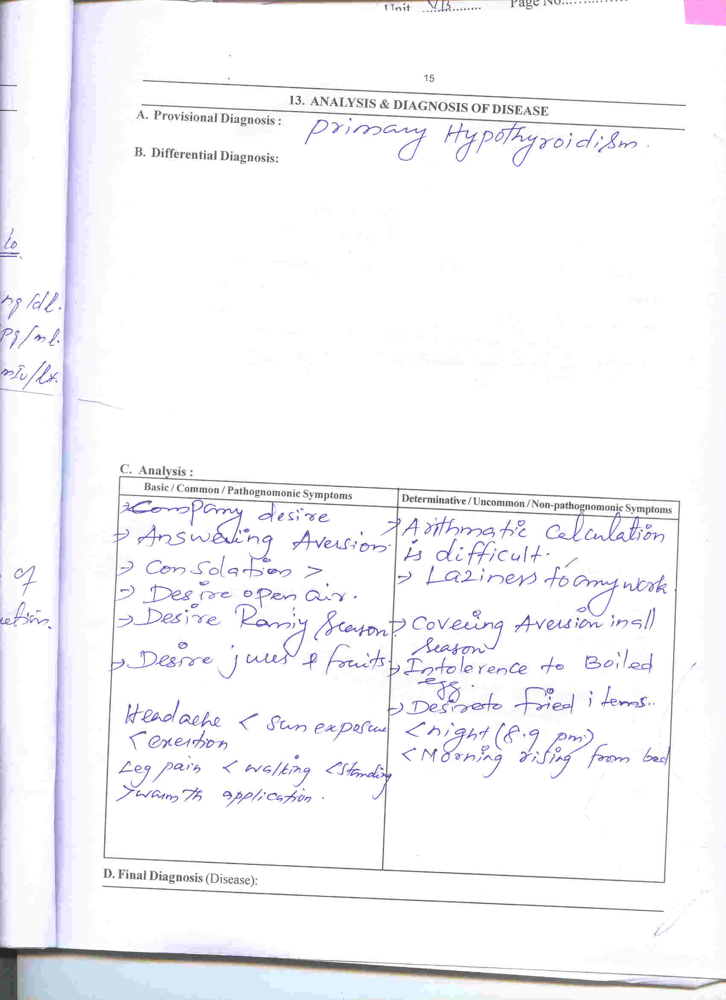 Unit VB Page No.
15
13. ANALYSIS & DIAGNOSIS OF DISEASE
A. Provisional Diagnosis : Primary Hypothyroidism.
B. Differential Diagnosis:
Lo
ng/dl.
Pg/ml.
mIU/Lt.
of
C. Analysis :
Basic / Common / Pathognomonic Symptoms
→ Company desire
→ Answering Aversion.
→ Consolation >
→ Desire open air.
→ Desire Rainy Season
→ Desire juies & fruits
Headache < Sun exposure
< exertion
Leg pain < walking < standing
> warmth application.
Determinative / Uncommon / Non-pathognomonic Symptoms
→ Arithmatic Calculation
is difficult.
→ Laziness to any work
→ Covering Aversion in all
Season
→ Intolerence to Boiled
egg.
→ Desire to fried items..
< night (8-9 pm)
< Morning rising from bed
D. Final Diagnosis (Disease):